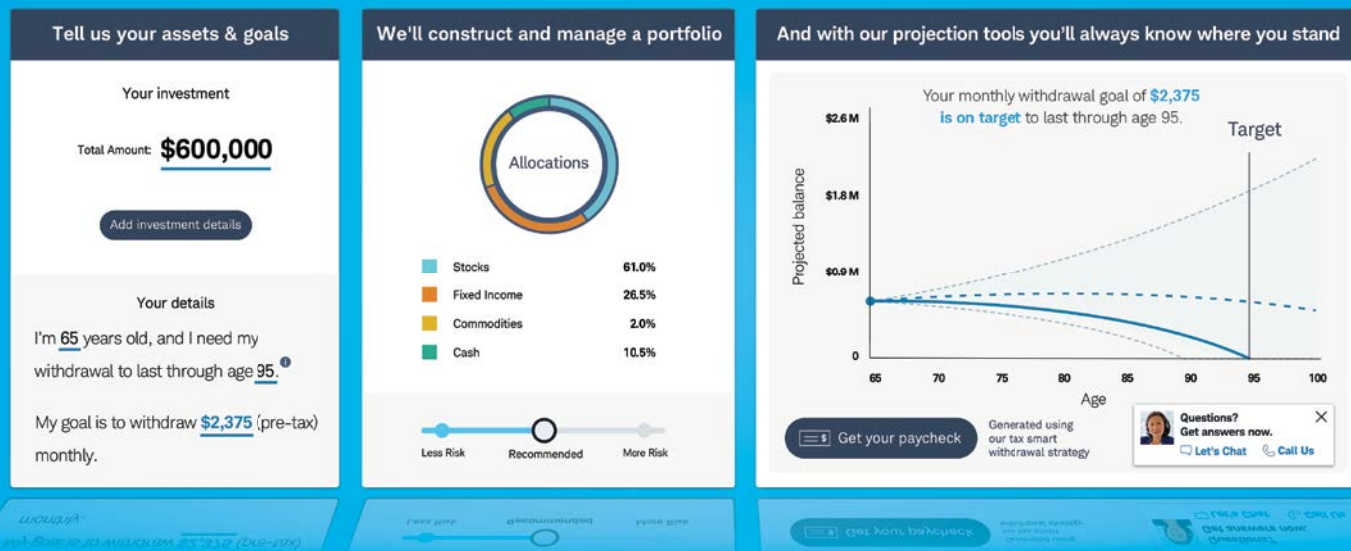 Tell us your assets & goals
Your investment
Total Amount: $600,000
Add investment details
Your details
I'm 65 years old, and I need my
withdrawal to last through age 95.
My goal is to withdraw $2,375 (pre-tax)
monthly.
We'll construct and manage a portfolio
Allocations
Stocks 61.0%
Fixed Income 26.5%
Commodities 2.0%
Cash 10.5%
Less Risk Recommended More Risk
And with our projection tools you'll always know where you stand
Your monthly withdrawal goal of $2,375
is on target to last through age 95.
Target
Projected balance
$2.6 M
$1.8 M
$0.9 M
0
65 70 75 80 85 90 95 100
Age
Get your paycheck
Generated using
our tax smart
withdrawal strategy
Questions?
Get answers now.
Let's Chat Call Us